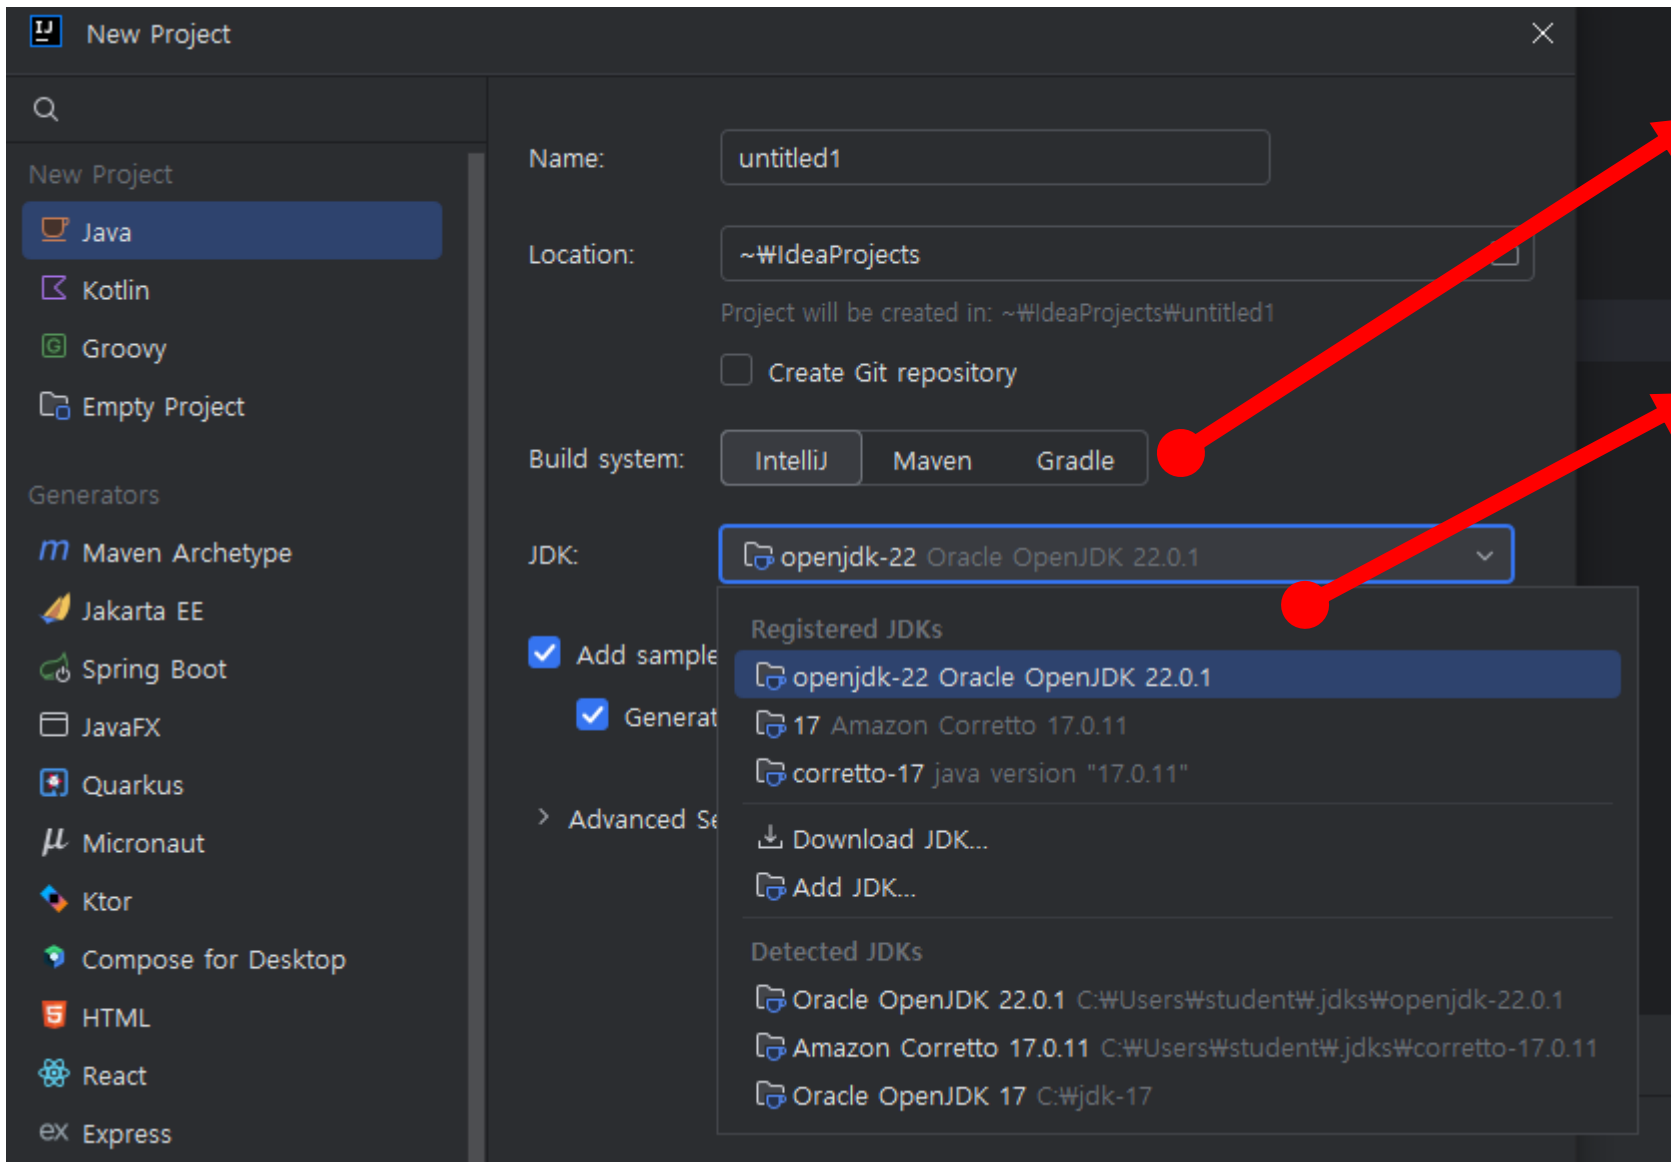 New Project
New Project
Java
Kotlin
Groovy
Empty Project
Generators
Maven Archetype
Jakarta EE
Spring Boot
JavaFX
Quarkus
Micronaut
Ktor
Compose for Desktop
HTML
React
ex Express
Name: untitled1
Location: ~₩IdeaProjects
Project will be created in: ~₩IdeaProjects₩untitled1
Create Git repository
Build system: IntelliJ Maven Gradle
JDK: openjdk-22 Oracle OpenJDK 22.0.1
Add sample
Generat
Advanced Se
Registered JDKs
openjdk-22 Oracle OpenJDK 22.0.1
17 Amazon Corretto 17.0.11
corretto-17 java version "17.0.11"
Download JDK...
Add JDK...
Detected JDKs
Oracle OpenJDK 22.0.1 C:₩Users₩student₩.jdks₩openjdk-22.0.1
Amazon Corretto 17.0.11 C:₩Users₩student₩.jdks₩corretto-17.0.11
Oracle OpenJDK 17 C:₩jdk-17